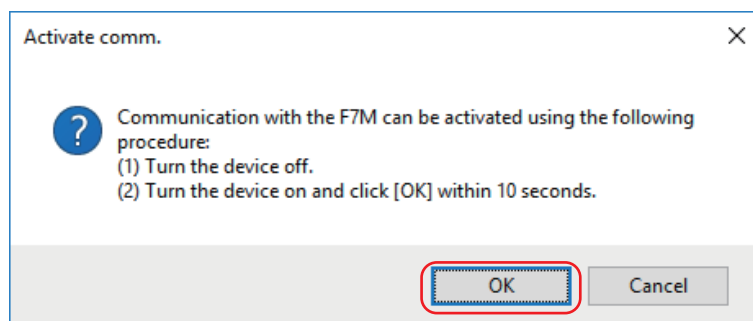 Activate comm.
Communication with the F7M can be activated using the following
procedure:
(1) Turn the device off.
(2) Turn the device on and click [OK] within 10 seconds.
OK
Cancel